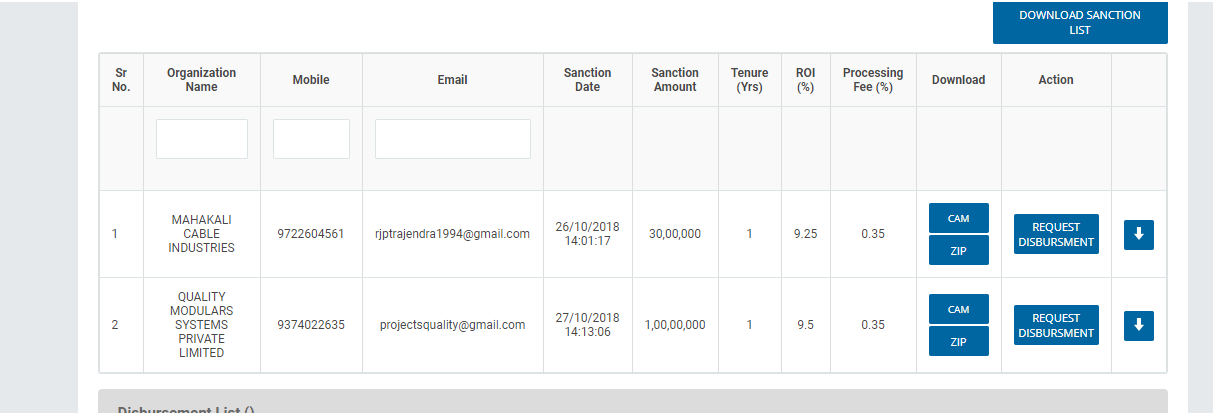 DOWNLOAD SANCTION
LIST
Sr No. Organization Name Mobile Email Sanction Date Sanction Amount Tenure (Yrs) ROI (%) Processing Fee (%) Download Action
1 MAHAKALI CABLE INDUSTRIES 9722604561 rjptrajendra1994@gmail.com 26/10/2018 14:01:17 30,00,000 1 9.25 0.35 CAM ZIP REQUEST DISBURSMENT
2 QUALITY MODULARS SYSTEMS PRIVATE LIMITED 9374022635 projectsquality@gmail.com 27/10/2018 14:13:06 1,00,00,000 1 9.5 0.35 CAM ZIP REQUEST DISBURSMENT
Disbursement List ()